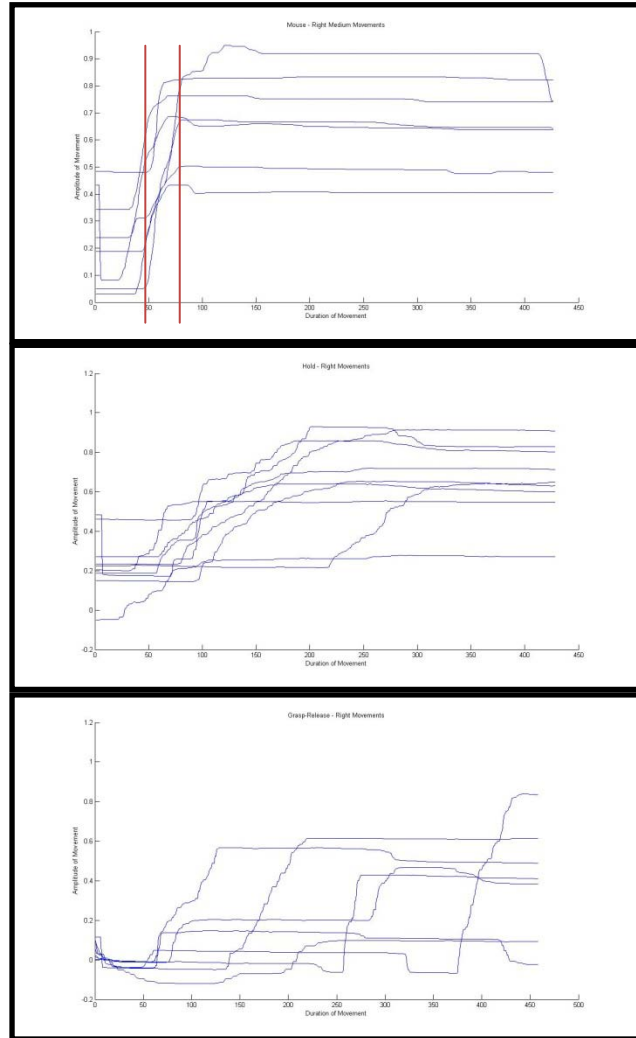 Mouse - Right Medium Movements
Amplitude of Movement
1
0.9
0.8
0.7
0.6
0.5
0.4
0.3
0.2
0.1
0
0 50 100 150 200 250 300 350 400 450
Duration of Movement
Hold - Right Movements
Amplitude of Movement
1.2
1
0.8
0.6
0.4
0.2
0
-0.2
0 50 100 150 200 250 300 350 400 450
Duration of Movement
Grasp-Release - Right Movements
Amplitude of Movement
1.2
1
0.8
0.6
0.4
0.2
0
-0.2
0 50 100 150 200 250 300 350 400 450 500
Duration of Movement